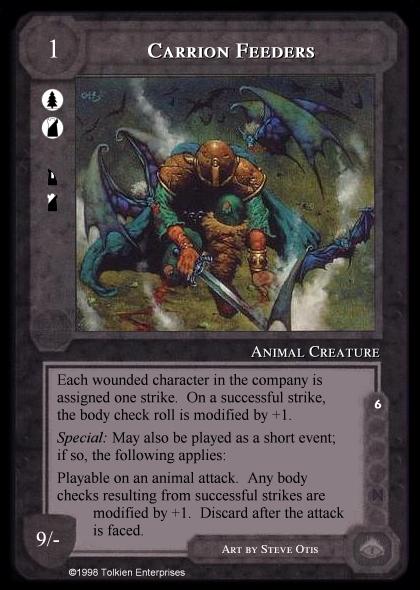 1
CARRION FEEDERS
ANIMAL CREATURE
Each wounded character in the company is
assigned one strike. On a successful strike,
the body check roll is modified by +1.
Special: May also be played as a short event;
if so, the following applies:
Playable on an animal attack. Any body
checks resulting from successful strikes are
modified by +1. Discard after the attack
is faced.
6
9/-
ART BY STEVE OTIS
©1998 Tolkien Enterprises